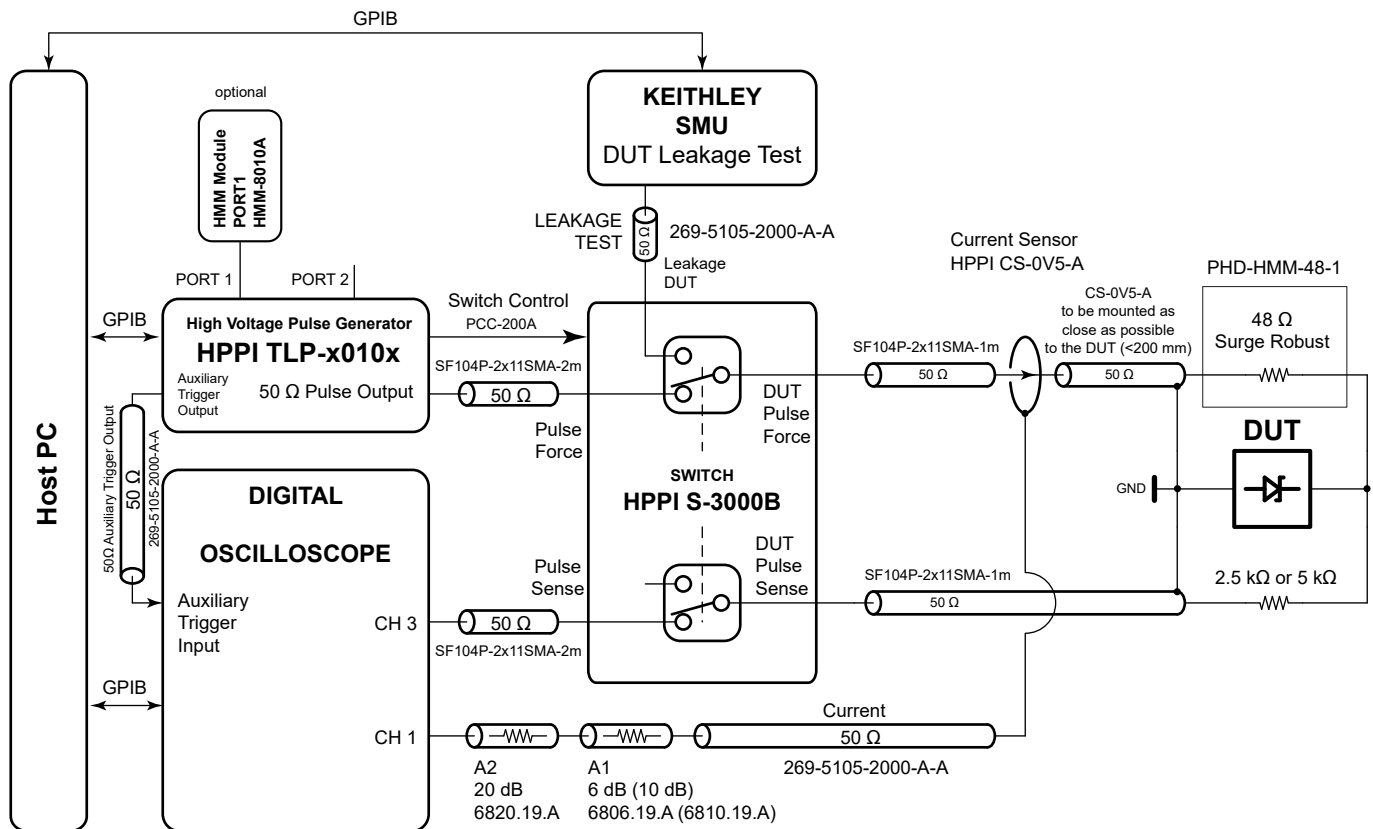 GPIB
Host PC
optional
HMM Module
PORT1
HMM-8010A
PORT 1
PORT 2
GPIB
High Voltage Pulse Generator
HPPI TLP-x010x
Auxiliary
Trigger
Output
50 Ω Pulse Output
50Ω Auxiliary Trigger Output
50 Ω
269-5105-2000-A-A
KEITHLEY
SMU
DUT Leakage Test
LEAKAGE
TEST
50 Ω
269-5105-2000-A-A
Leakage
DUT
Switch Control
PCC-200A
SF104P-2x11SMA-2m
50 Ω
Pulse
Force
DUT
Pulse
Force
SWITCH
HPPI S-3000B
Pulse
Sense
DUT
Pulse
Sense
Current Sensor
HPPI CS-0V5-A
SF104P-2x11SMA-1m
50 Ω
CS-0V5-A
to be mounted as
close as possible
to the DUT (<200 mm)
50 Ω
PHD-HMM-48-1
48 Ω
Surge Robust
DUT
GND
SF104P-2x11SMA-1m
50 Ω
2.5 kΩ or 5 kΩ
DIGITAL
OSCILLOSCOPE
Auxiliary
Trigger
Input
CH 3
50 Ω
SF104P-2x11SMA-2m
GPIB
CH 1
A2
20 dB
6820.19.A
A1
6 dB (10 dB)
6806.19.A (6810.19.A)
Current
50 Ω
269-5105-2000-A-A